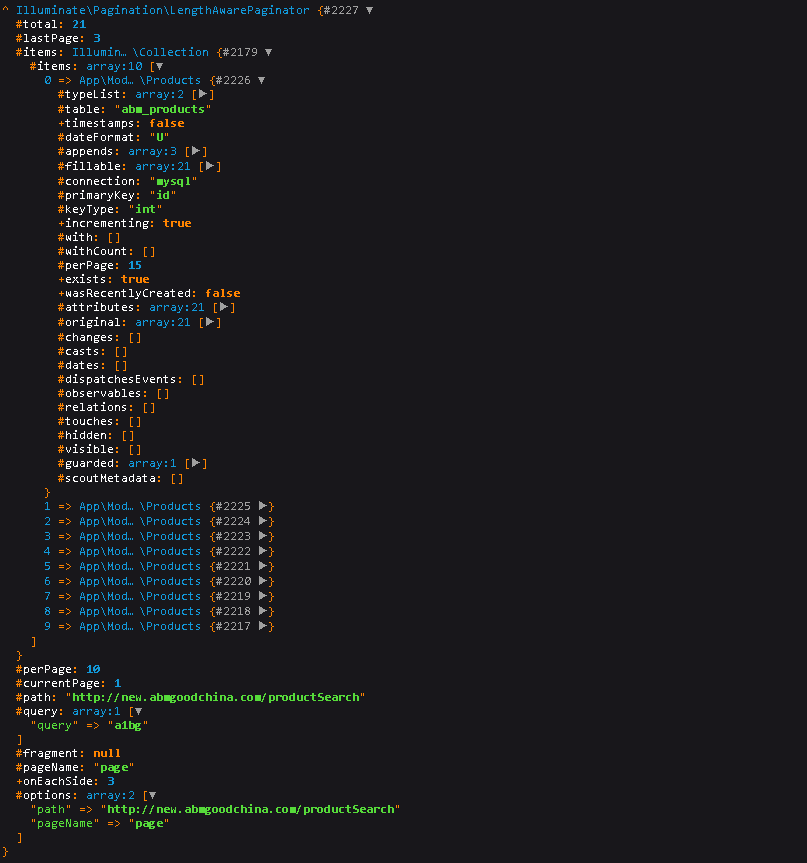 ^ Illuminate\Pagination\LengthAwarePaginator {#2227 ▼
#total: 21
#lastPage: 3
#items: Illumin… \Collection {#2179 ▼
#items: array:10 [▼
0 => App\Mod… \Products {#2226 ▼
#typeList: array:2 [▶]
#table: "abm_products"
+timestamps: false
#dateFormat: "U"
#appends: array:3 [▶]
#fillable: array:21 [▶]
#connection: "mysql"
#primaryKey: "id"
#keyType: "int"
+incrementing: true
#with: []
#withCount: []
#perPage: 15
+exists: true
+wasRecentlyCreated: false
#attributes: array:21 [▶]
#original: array:21 [▶]
#changes: []
#casts: []
#dates: []
#dispatchesEvents: []
#observables: []
#relations: []
#touches: []
#hidden: []
#visible: []
#guarded: array:1 [▶]
#scoutMetadata: []
}
1 => App\Mod… \Products {#2225 ▶}
2 => App\Mod… \Products {#2224 ▶}
3 => App\Mod… \Products {#2223 ▶}
4 => App\Mod… \Products {#2222 ▶}
5 => App\Mod… \Products {#2221 ▶}
6 => App\Mod… \Products {#2220 ▶}
7 => App\Mod… \Products {#2219 ▶}
8 => App\Mod… \Products {#2218 ▶}
9 => App\Mod… \Products {#2217 ▶}
]
}
#perPage: 10
#currentPage: 1
#path: "http://new.abmgoodchina.com/productSearch"
#query: array:1 [▼
"query" => "a1bg"
]
#fragment: null
#pageName: "page"
+onEachSide: 3
#options: array:2 [▼
"path" => "http://new.abmgoodchina.com/productSearch"
"pageName" => "page"
]
}